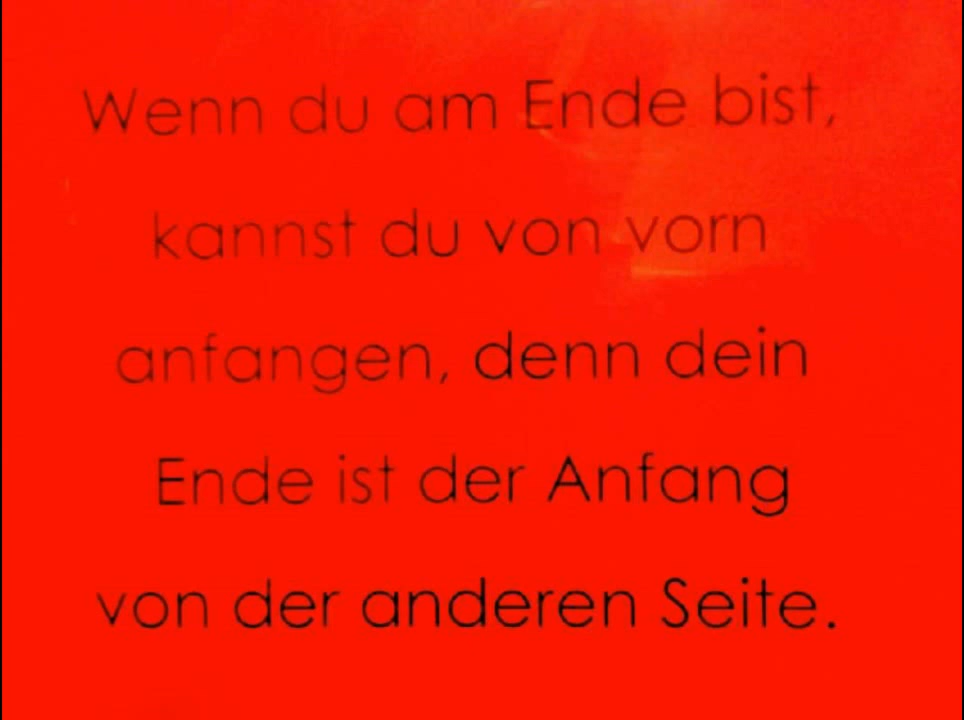 Wenn du am Ende bist,
kannst du von vorn
anfangen, denn dein
Ende ist der Anfang
von der anderen Seite.